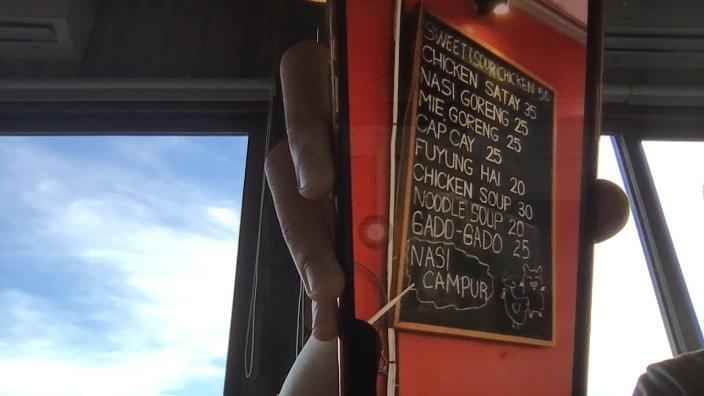 SWEET & SOUR CHICKEN 50
CHICKEN SATAY 35
NASI GORENG 25
MIE GORENG 25
CAP CAY 25
FUYUNG HAI 20
CHICKEN SOUP 30
NOODLE SOUP 20
GADO-GADO 25
NASI
CAMPUR